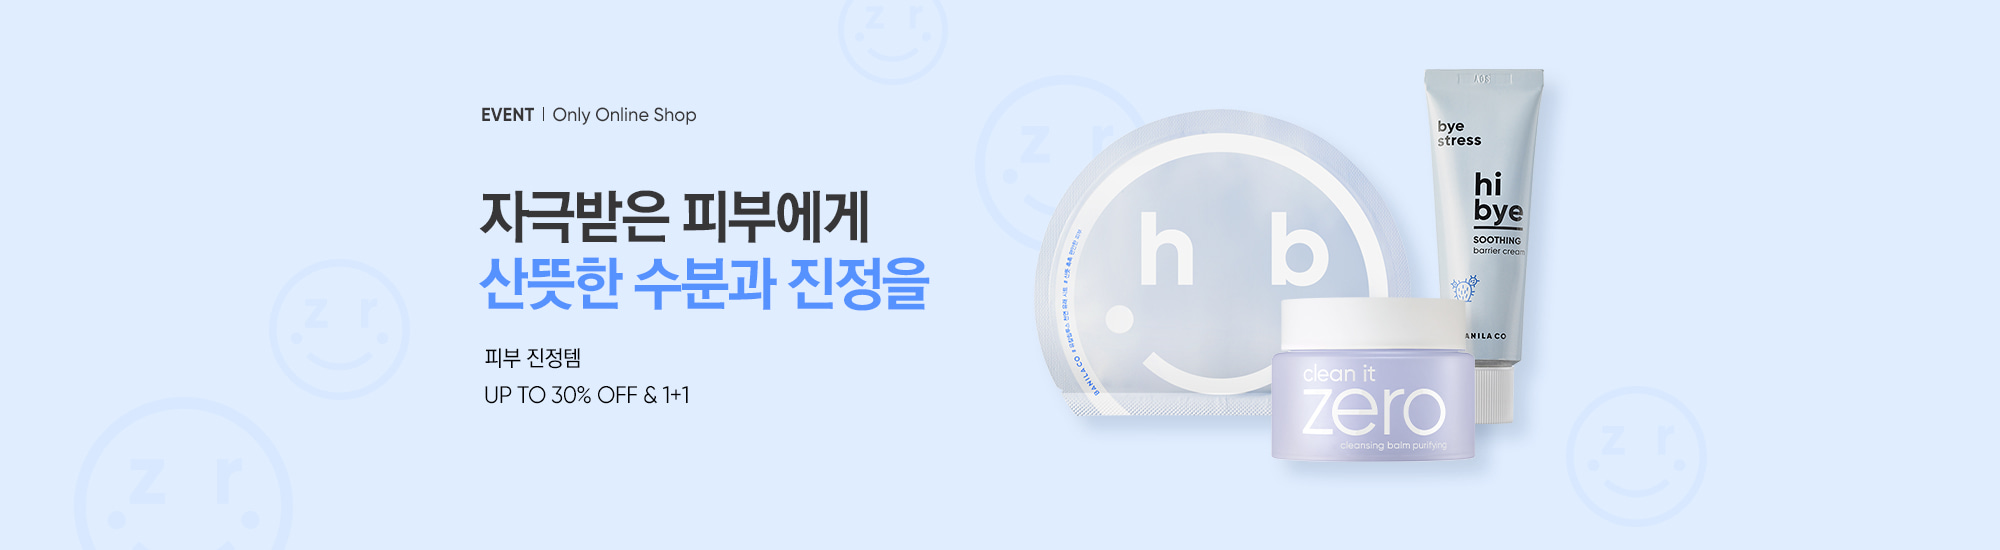 EVENT | Only Online Shop
자극받은 피부에게
산뜻한 수분과 진정을
피부 진정템
UP TO 30% OFF & 1+1
z r
z r
z r
z r
z r
h b
BANILA CO
bye
stress
hi
bye
SOOTHING
barrier cream
ANILA CO
clean it
zero
cleansing balm purifying